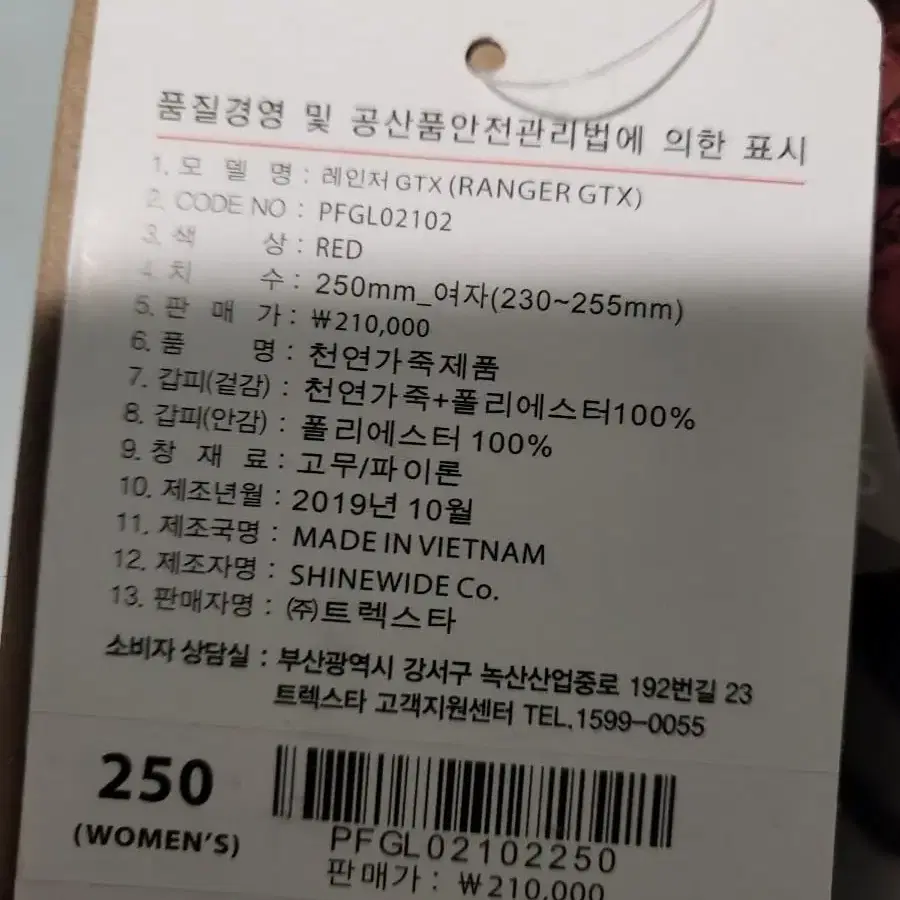 품질경영 및 공산품안전관리법에 의한 표시
1. 모 델 명 : 레인저 GTX (RANGER GTX)
2. CODE NO : PFGL02102
3. 색 상 : RED
4. 치 수 : 250mm_여자(230~255mm)
5. 판 매 가 : ₩210,000
6. 품 명 : 천연가죽제품
7. 갑피(겉감) : 천연가죽+폴리에스터100%
8. 갑피(안감) : 폴리에스터 100%
9. 창 재 료 : 고무/파이론
10. 제조년월 : 2019년 10월
11. 제조국명 : MADE IN VIETNAM
12. 제조자명 : SHINEWIDE Co.
13. 판매자명 : ㈜트렉스타
소비자 상담실 : 부산광역시 강서구 녹산산업중로 192번길 23
트렉스타 고객지원센터 TEL.1599-0055
250
(WOMEN'S)
PFGL02102250
판매가 : ₩210,000